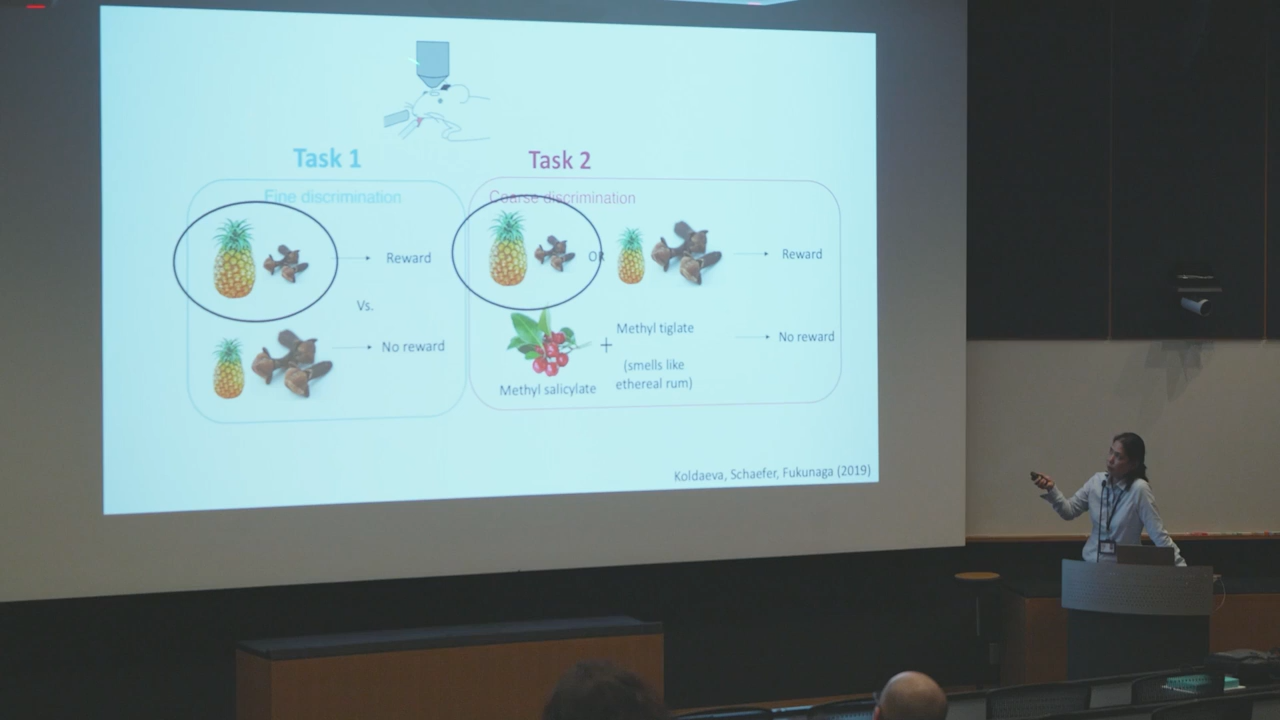 Task 1
Fine discrimination
Reward
Vs.
No reward
Task 2
Coarse discrimination
OR
Reward
Methyl salicylate
+
Methyl tiglate
(smells like
ethereal rum)
No reward
Koldaeva, Schaefer, Fukunaga (2019)